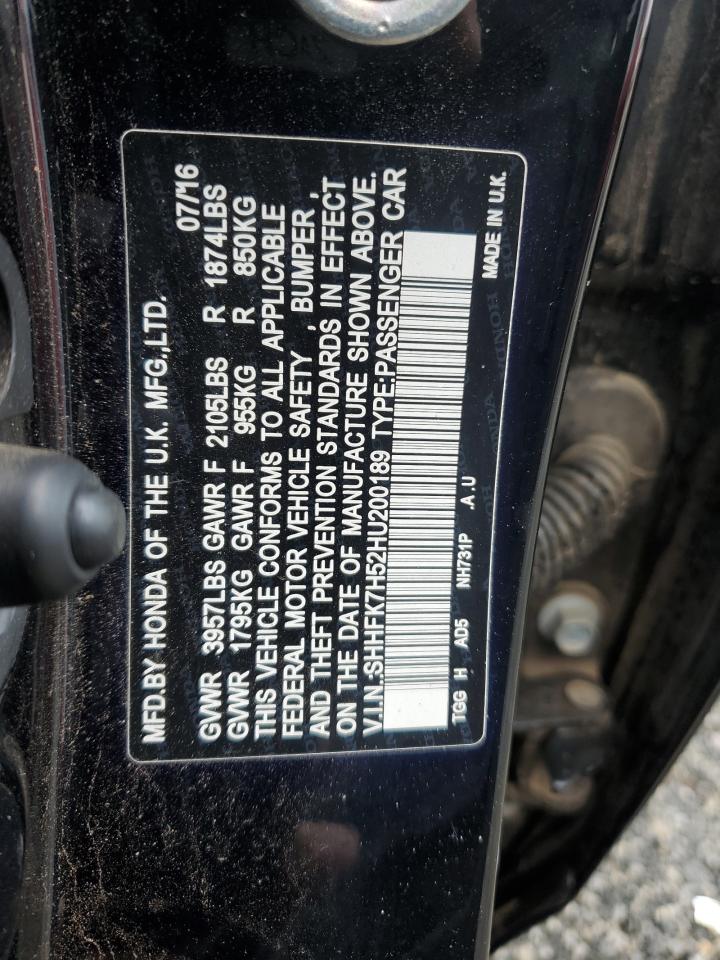 MFD.BY HONDA OF THE U.K. MFG.,LTD. 07/16
GVWR 3957LBS GAWR F 2105LBS R 1874LBS
GVWR 1795KG GAWR F 955KG R 850KG
THIS VEHICLE CONFORMS TO ALL APPLICABLE
FEDERAL MOTOR VEHICLE SAFETY , BUMPER ,
AND THEFT PREVENTION STANDARDS IN EFFECT
ON THE DATE OF MANUFACTURE SHOWN ABOVE.
V.I.N.:SHHFK7H52HU200189 TYPE:PASSENGER CAR
TGG H AD5 NH731P .A.U MADE IN U.K.